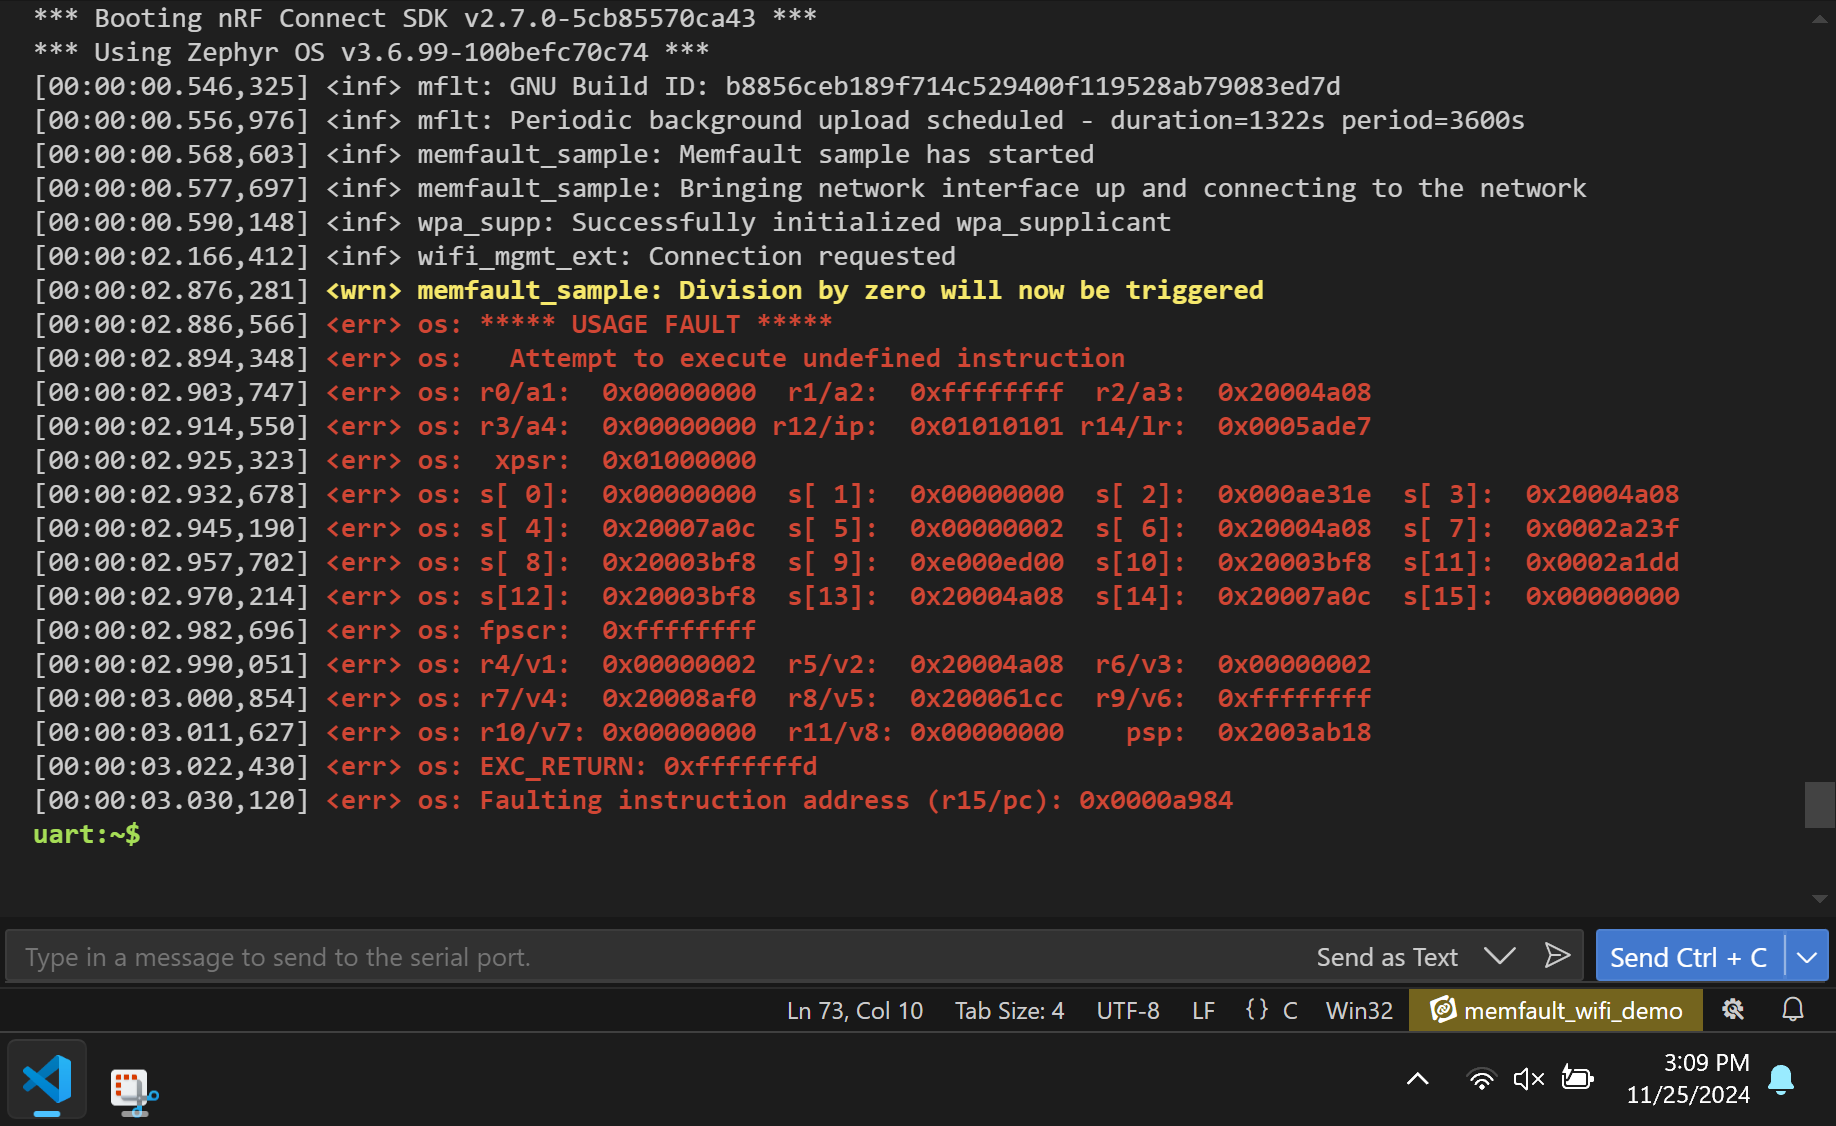 *** Booting nRF Connect SDK v2.7.0-5cb85570ca43 ***
*** Using Zephyr OS v3.6.99-100befc70c74 ***
[00:00:00.546,325] <inf> mflt: GNU Build ID: b8856ceb189f714c529400f119528ab79083ed7d
[00:00:00.556,976] <inf> mflt: Periodic background upload scheduled - duration=1322s period=3600s
[00:00:00.568,603] <inf> memfault_sample: Memfault sample has started
[00:00:00.577,697] <inf> memfault_sample: Bringing network interface up and connecting to the network
[00:00:00.590,148] <inf> wpa_supp: Successfully initialized wpa_supplicant
[00:00:02.166,412] <inf> wifi_mgmt_ext: Connection requested
[00:00:02.876,281] <wrn> memfault_sample: Division by zero will now be triggered
[00:00:02.886,566] <err> os: ***** USAGE FAULT *****
[00:00:02.894,348] <err> os:   Attempt to execute undefined instruction
[00:00:02.903,747] <err> os: r0/a1:  0x00000000  r1/a2:  0xffffffff  r2/a3:  0x20004a08
[00:00:02.914,550] <err> os: r3/a4:  0x00000000 r12/ip:  0x01010101 r14/lr:  0x0005ade7
[00:00:02.925,323] <err> os:  xpsr:  0x01000000
[00:00:02.932,678] <err> os: s[ 0]:  0x00000000  s[ 1]:  0x00000000  s[ 2]:  0x000ae31e  s[ 3]:  0x20004a08
[00:00:02.945,190] <err> os: s[ 4]:  0x20007a0c  s[ 5]:  0x00000002  s[ 6]:  0x20004a08  s[ 7]:  0x0002a23f
[00:00:02.957,702] <err> os: s[ 8]:  0x20003bf8  s[ 9]:  0xe000ed00  s[10]:  0x20003bf8  s[11]:  0x0002a1dd
[00:00:02.970,214] <err> os: s[12]:  0x20003bf8  s[13]:  0x20004a08  s[14]:  0x20007a0c  s[15]:  0x00000000
[00:00:02.982,696] <err> os: fpscr:  0xffffffff
[00:00:02.990,051] <err> os: r4/v1:  0x00000002  r5/v2:  0x20004a08  r6/v3:  0x00000002
[00:00:03.000,854] <err> os: r7/v4:  0x20008af0  r8/v5:  0x200061cc  r9/v6:  0xffffffff
[00:00:03.011,627] <err> os: r10/v7: 0x00000000  r11/v8: 0x00000000    psp:  0x2003ab18
[00:00:03.022,430] <err> os: EXC_RETURN: 0xfffffffd
[00:00:03.030,120] <err> os: Faulting instruction address (r15/pc): 0x0000a984
uart:~$
Type in a message to send to the serial port. Send as Text Send Ctrl + C
Ln 73, Col 10 Tab Size: 4 UTF-8 LF {} C Win32 memfault_wifi_demo
3:09 PM
11/25/2024